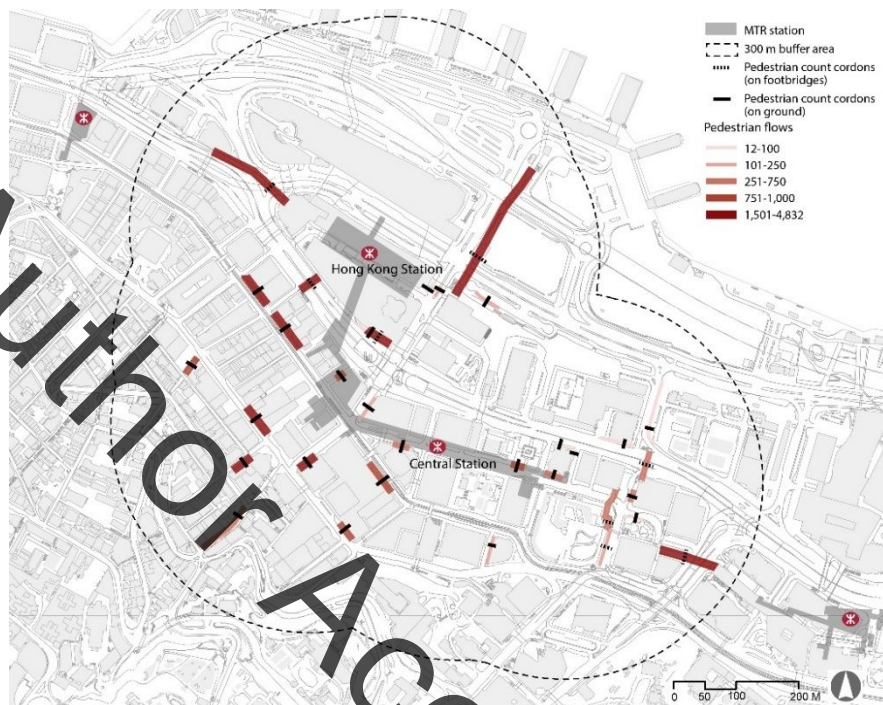 MTR station
300 m buffer area
Pedestrian count cordons
(on footbridges)
Pedestrian count cordons
(on ground)
Pedestrian flows
12-100
101-250
251-750
751-1,000
1,501-4,832
Hong Kong Station
Central Station
0 50 100 200 M
uthor Acc